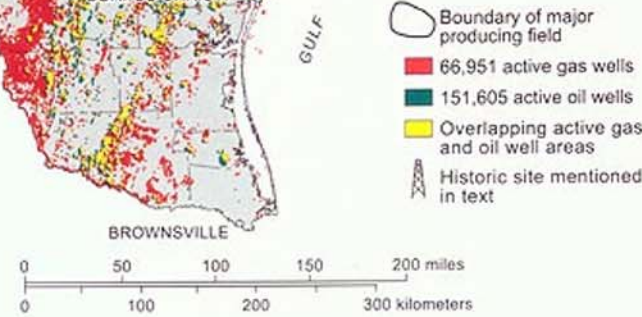 GULF
Boundary of major
producing field
66,951 active gas wells
151,605 active oil wells
Overlapping active gas
and oil well areas
Historic site mentioned
in text
BROWNSVILLE
0 50 100 150 200 miles
0 100 200 300 kilometers